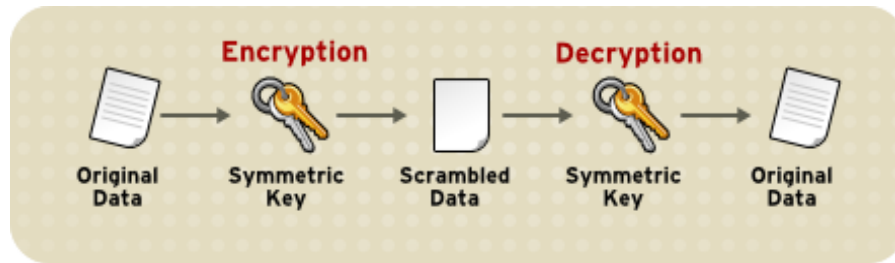 Encryption
Decryption
Original
Data
Symmetric
Key
Scrambled
Data
Symmetric
Key
Original
Data